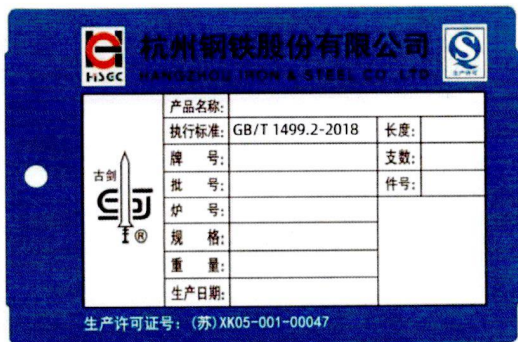 HSGC
杭州钢铁股份有限公司
HANGZHOU IRON & STEEL CO. LTD
生产许可
产品名称:
执行标准: GB/T 1499.2-2018 长度:
牌 号: 支数:
批 号: 件号:
古剑
炉 号:
®
规 格:
重 量:
生产日期:
生产许可证号: (苏)XK05-001-00047